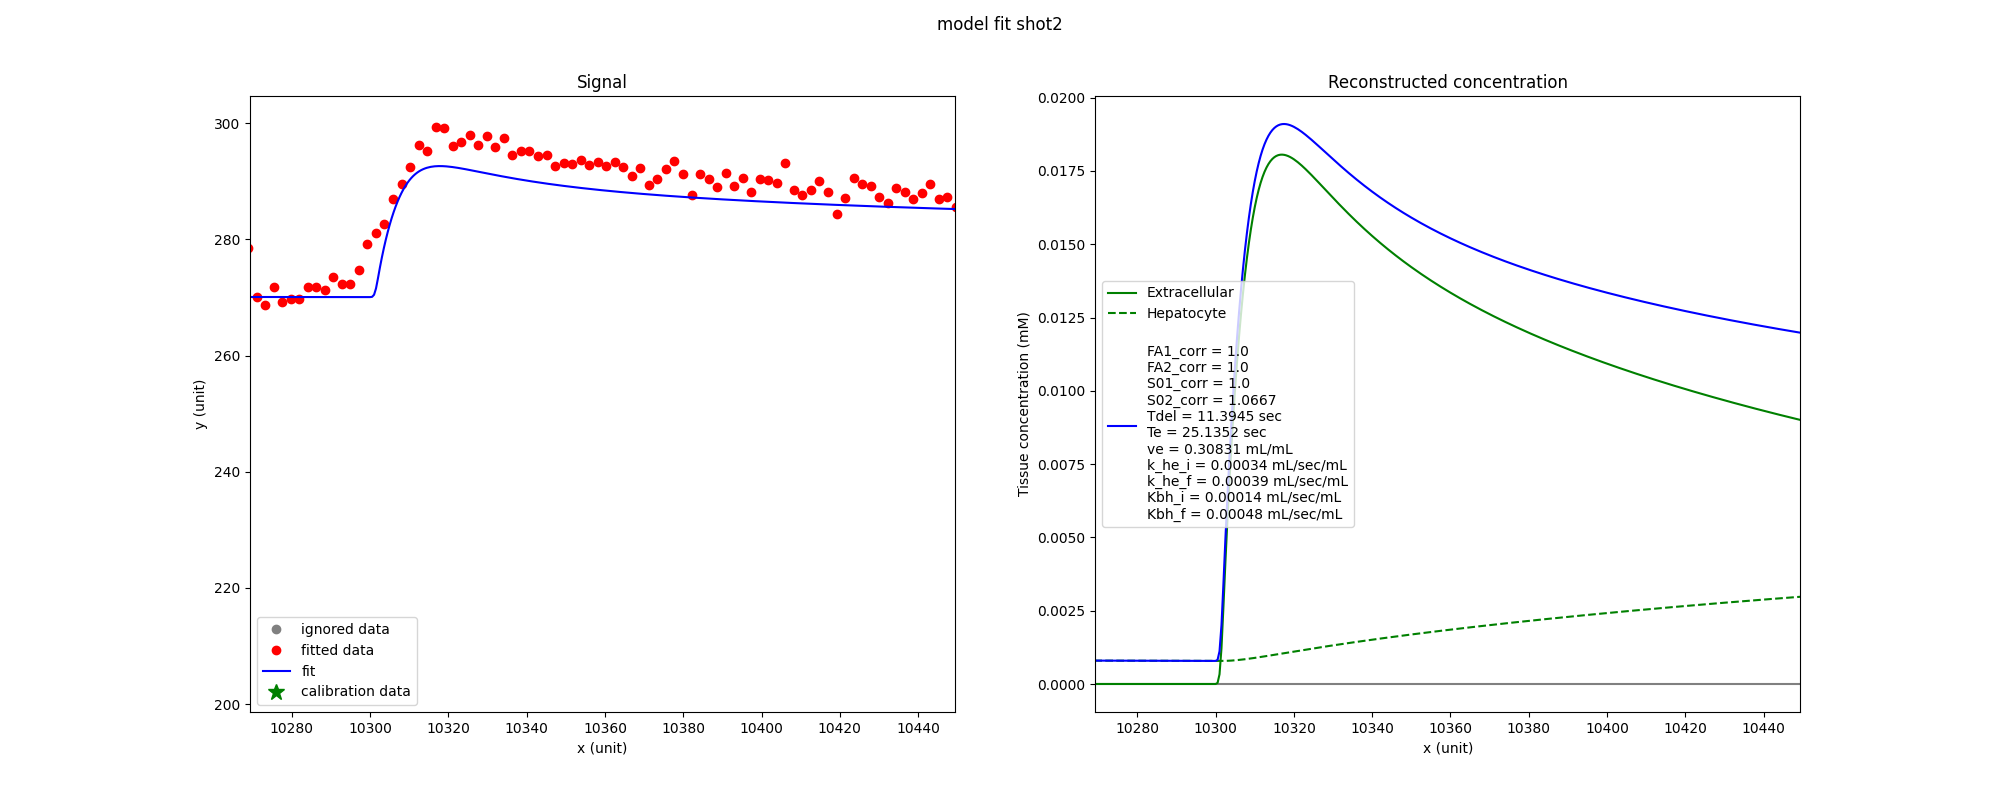 model fit shot2
Signal
y (unit)
300
280
260
240
220
200
ignored data
fitted data
fit
calibration data
10280 10300 10320 10340 10360 10380 10400 10420 10440
x (unit)
Reconstructed concentration
Tissue concentration (mM)
0.0200
0.0175
0.0150
0.0125
0.0100
0.0075
0.0050
0.0025
0.0000
Extracellular
Hepatocyte
FA1_corr = 1.0
FA2_corr = 1.0
S01_corr = 1.0
S02_corr = 1.0667
Tdel = 11.3945 sec
Te = 25.1352 sec
ve = 0.30831 mL/mL
k_he_i = 0.00034 mL/sec/mL
k_he_f = 0.00039 mL/sec/mL
Kbh_i = 0.00014 mL/sec/mL
Kbh_f = 0.00048 mL/sec/mL
10280 10300 10320 10340 10360 10380 10400 10420 10440
x (unit)